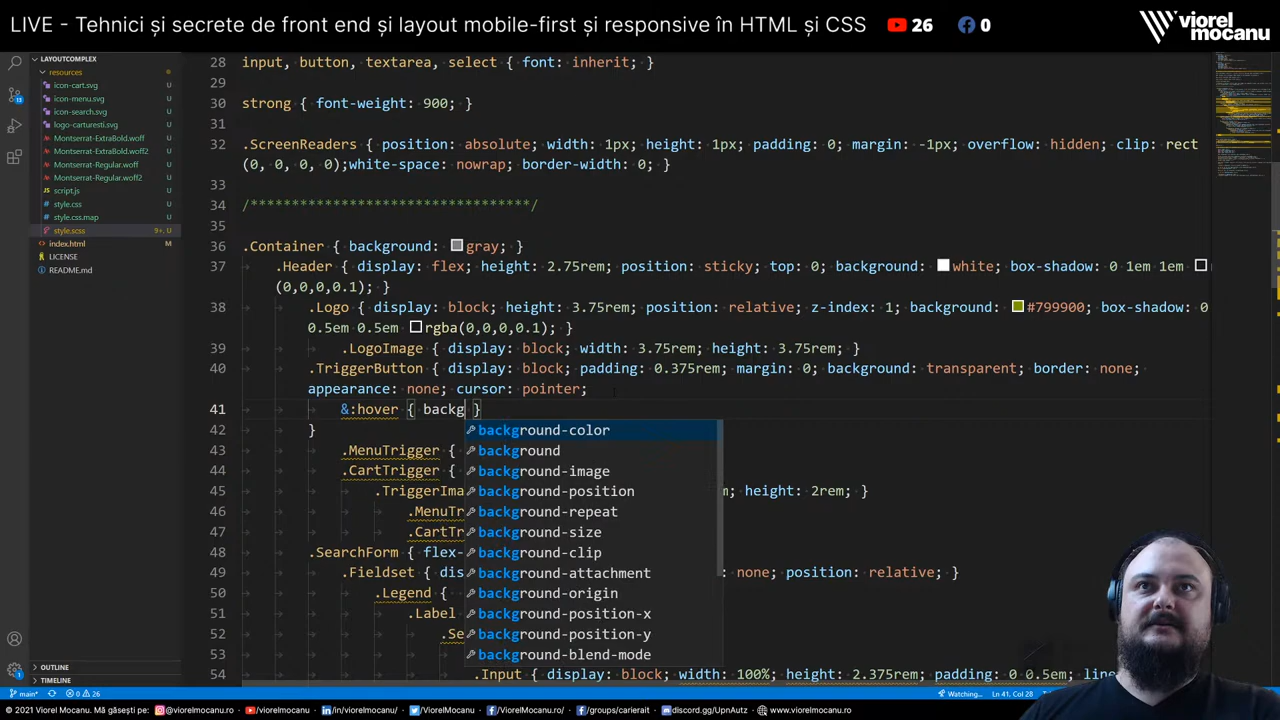 LIVE - Tehnici și secrete de front end și layout mobile-first și responsive în HTML și CSS
26
0
viorel
mocanu
LAYOUTCOMPLEX
resources
icon-cart.svg U
icon-menu.svg U
icon-search.svg U
logo-carturesti.svg U
Montserrat-ExtraBold.woff U
Montserrat-ExtraBold.woff2 U
Montserrat-Regular.woff U
Montserrat-Regular.woff2 U
script.js U
style.css U
style.css.map U
style.scss 9+, U
index.html M
LICENSE
README.md
28 input, button, textarea, select { font: inherit; }
29
30 strong { font-weight: 900; }
31
32 .ScreenReaders { position: absolute; width: 1px; height: 1px; padding: 0; margin: -1px; overflow: hidden; clip: rect
(0, 0, 0, 0);white-space: nowrap; border-width: 0; }
33
34 /*********************************/
35
36 .Container { background: gray; }
37 .Header { display: flex; height: 2.75rem; position: sticky; top: 0; background: white; box-shadow: 0 1em 1em
(0,0,0,0.1); }
38 .Logo { display: block; height: 3.75rem; position: relative; z-index: 1; background: #799900; box-shadow: 0
0.5em 0.5em rgba(0,0,0,0.1); }
39 .LogoImage { display: block; width: 3.75rem; height: 3.75rem; }
40 .TriggerButton { display: block; padding: 0.375rem; margin: 0; background: transparent; border: none;
appearance: none; cursor: pointer;
41 &:hover { backg }
42 }
43 .MenuTrigger {
44 .CartTrigger {
45 .TriggerIma m; height: 2rem; }
46 .MenuTr
47 .CartTr
48 .SearchForm { flex-
49 .Fieldset { dis none; position: relative; }
50 .Legend {
51 .Label
52 .Se
53
54 .Input { display: block; width: 100%; height: 2.375rem; padding: 0 0.5em; line
background-color
background
background-image
background-position
background-repeat
background-size
background-clip
background-attachment
background-origin
background-position-x
background-position-y
background-blend-mode
OUTLINE
TIMELINE
main* 0 26 Watching... Ln 41, Col 28
© 2021 Viorel Mocanu. Mă găsești pe: @viorelmocanu.ro /viorelmocanu /in/viorelmocanu/ /ViorelMocanu /ViorelMocanu.ro /groups/carierait discord.gg/UpnAutz www.viorelmocanu.ro